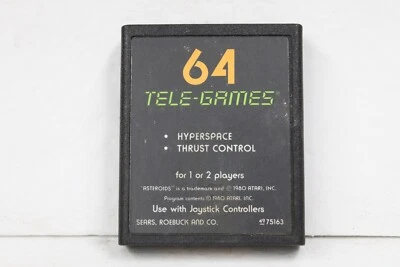 64
TELE-GAMES®
• HYPERSPACE
• THRUST CONTROL
for 1 or 2 players
"ASTEROIDS" is a trademark and © 1980 ATARI, INC.
Program contents © 1980 ATARI, INC.
Use with Joystick Controllers
SEARS, ROEBUCK AND CO. 49 75163